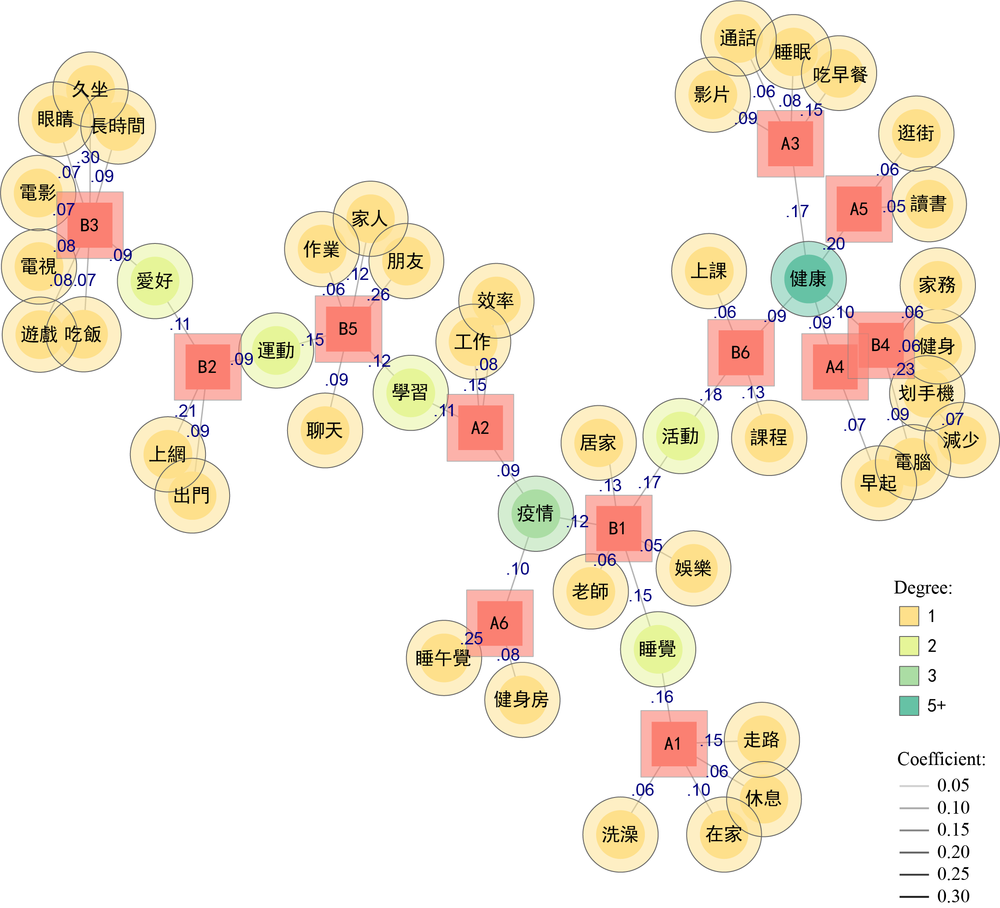 通話
睡眠
吃早餐
影片
.06
.08
.15
.09
A3
久坐
眼睛
長時間
.30
.07
.09
電影
.07
B3
.08
電視
.09
.08
.07
愛好
遊戲
吃飯
.11
B2
.09
運動
.21
.09
上網
出門
家人
作業
朋友
.12
.06
.26
B5
.15
.12
.09
聊天
學習
效率
工作
.08
.15
.11
A2
.09
逛街
.06
A5
.05
讀書
.17
.20
上課
健康
家務
.06
.09
.10
.09
.06
B6
A4
B4
.06
健身
.23
划手機
.18
.13
.07
.09
.07
減少
活動
課程
早起
電腦
居家
.13
.17
疫情
.12
B1
.05
.06
娛樂
.10
老師
.15
A6
.25
睡午覺
.08
健身房
睡覺
.16
A1
.15
走路
.06
休息
.06
.10
洗澡
在家
Degree:
1
2
3
5+
Coefficient:
0.05
0.10
0.15
0.20
0.25
0.30